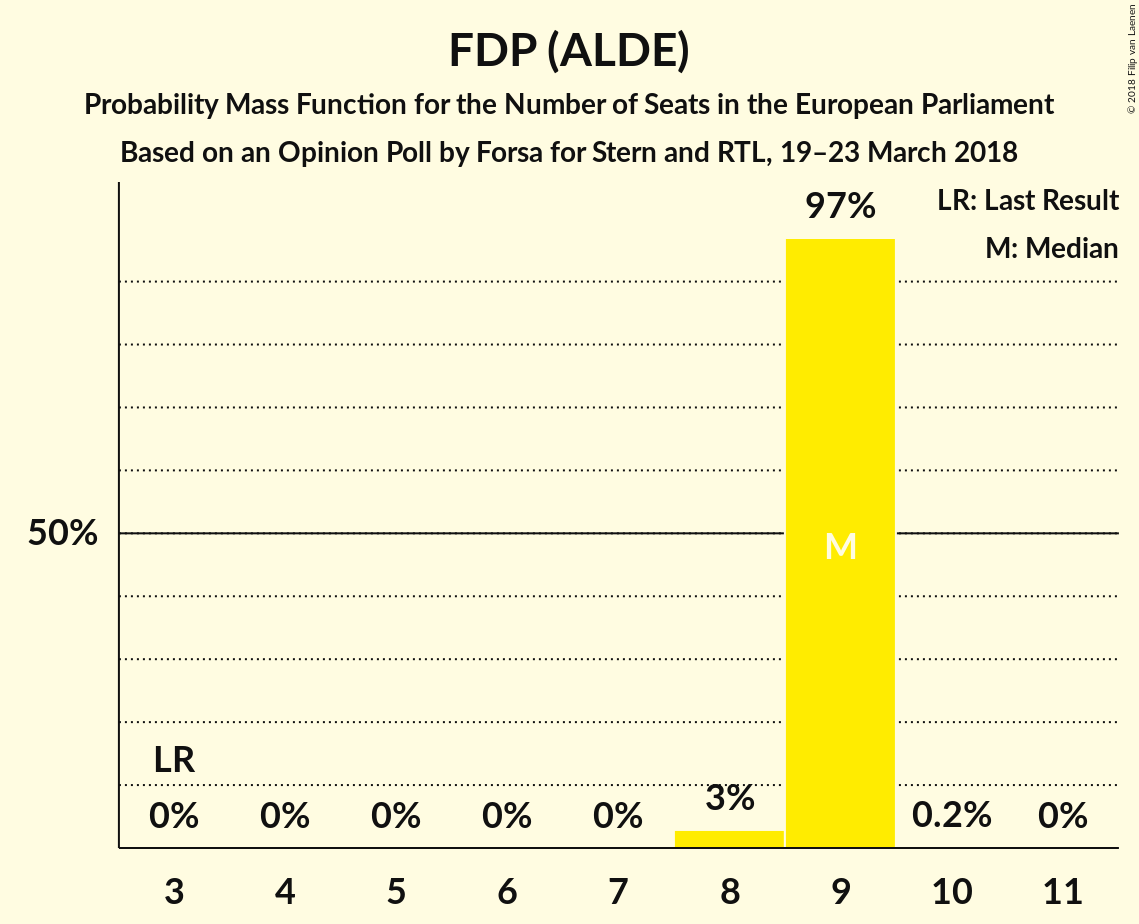 FDP (ALDE)
Probability Mass Function for the Number of Seats in the European Parliament
Based on an Opinion Poll by Forsa for Stern and RTL, 19–23 March 2018
© 2018 Filip van Laenen
LR: Last Result
M: Median
97%
50%
M
LR
0%
0%
0%
0%
0%
3%
0.2%
0%
3
4
5
6
7
8
9
10
11